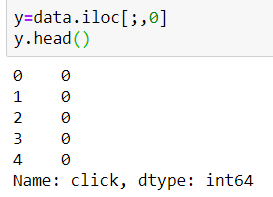 y=data.iloc[;,0]
y.head()
0 0
1 0
2 0
3 0
4 0
Name: click, dtype: int64